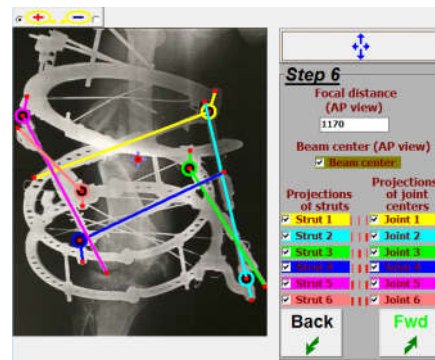 Step 6
Focal distance
(AP view)
1170
Beam center (AP view)
Beam center
Projections of struts
Projections of joint centers
Strut 1 Joint 1
Strut 2 Joint 2
Strut 3 Joint 3
Strut 4 Joint 4
Strut 5 Joint 5
Strut 6 Joint 6
Back Fwd